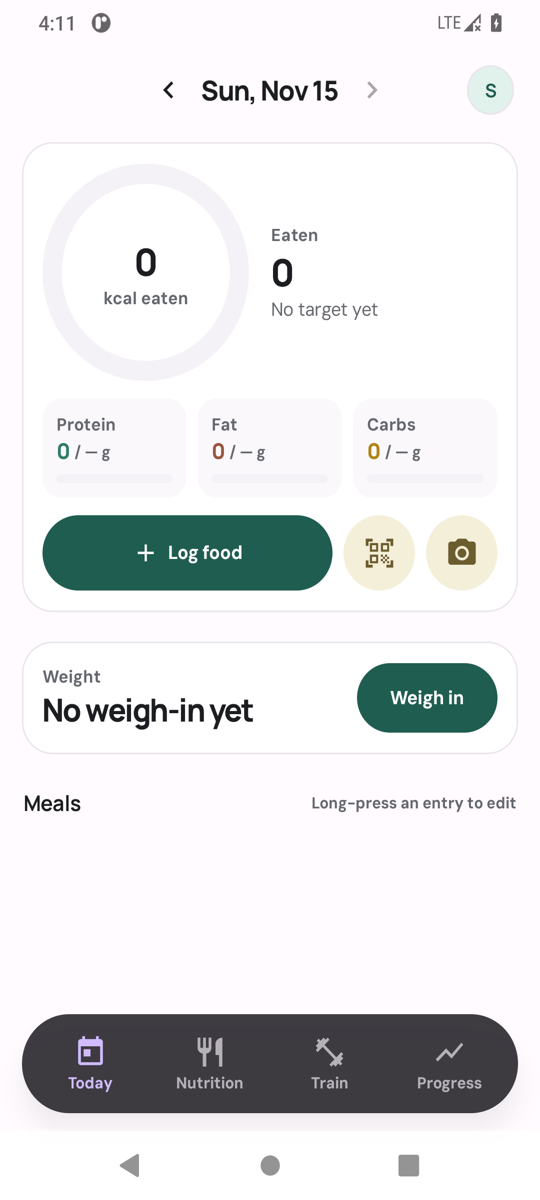 4:11
LTE
Sun, Nov 15
S
0
kcal eaten
Eaten
0
No target yet
Protein
0 / – g
Fat
0 / – g
Carbs
0 / – g
+ Log food
Weight
No weigh-in yet
Weigh in
Meals
Long-press an entry to edit
Today
Nutrition
Train
Progress